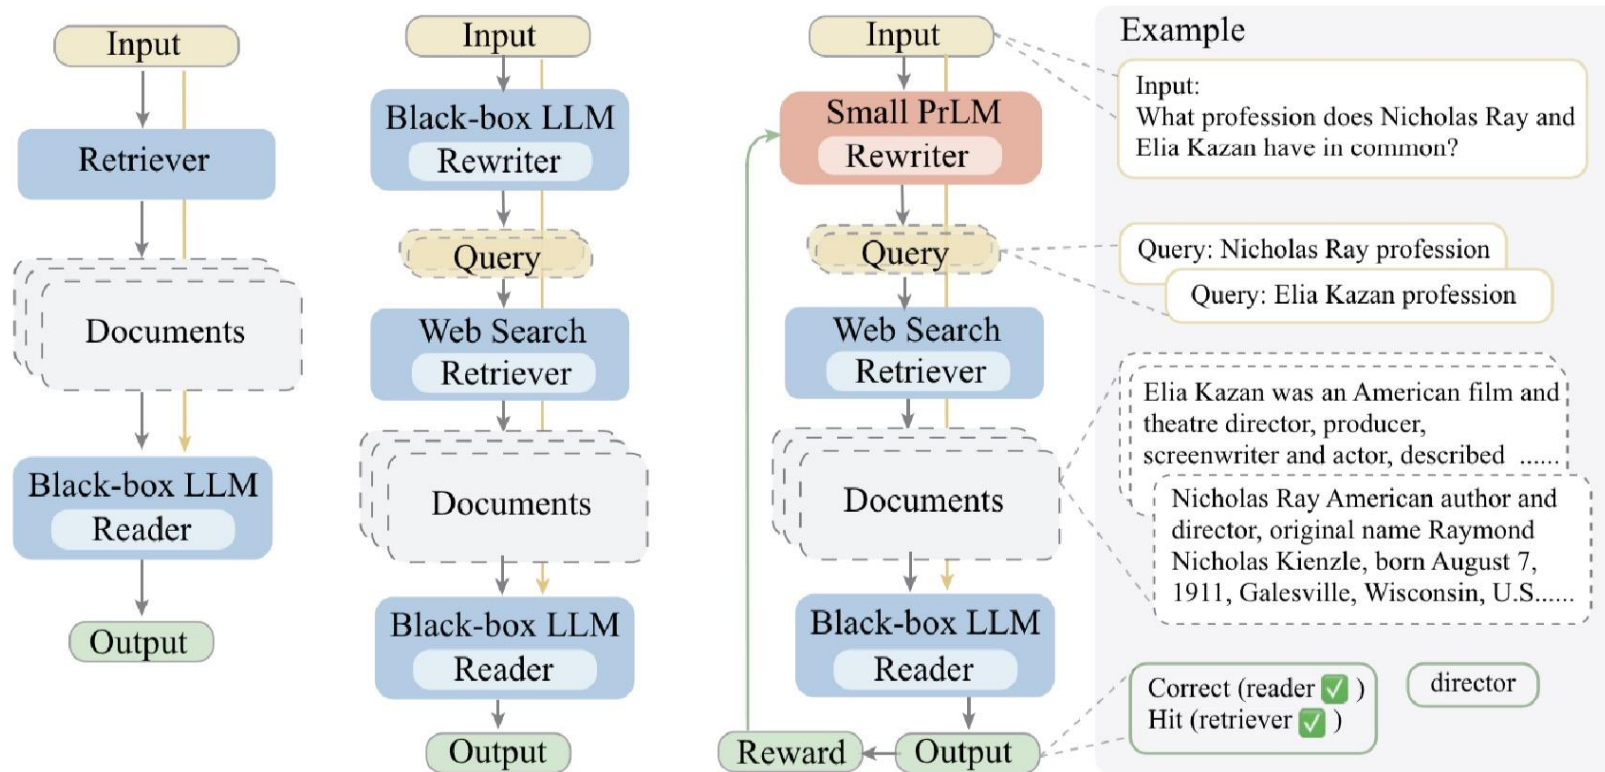 Input
Retriever
Documents
Black-box LLM
Reader
Output
Input
Black-box LLM
Rewriter
Query
Web Search
Retriever
Documents
Black-box LLM
Reader
Output
Input
Small PrLM
Rewriter
Query
Web Search
Retriever
Documents
Black-box LLM
Reader
Reward
Output
Example
Input:
What profession does Nicholas Ray and
Elia Kazan have in common?
Query: Nicholas Ray profession
Query: Elia Kazan profession
Elia Kazan was an American film and
theatre director, producer,
screenwriter and actor, described ......
Nicholas Ray American author and
director, original name Raymond
Nicholas Kienzle, born August 7,
1911, Galesville, Wisconsin, U.S......
Correct (reader ✅ )
Hit (retriever ✅ )
director